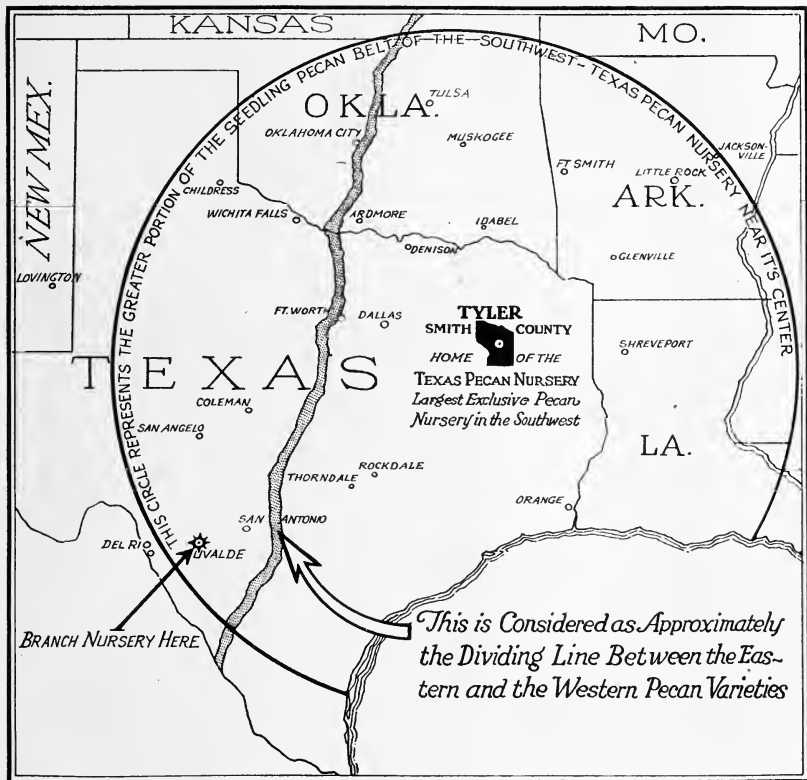 KANSAS
MO.
NEW MEX.
THIS CIRCLE REPRESENTS THE GREATER PORTION OF THE SEEDLING PECAN BELT OF THE SOUTHWEST-TEXAS PECAN NURSERY NEAR IT'S CENTER
OKLA.
TULSA
OKLAHOMA CITY
MUSKOGEE
JACKSON-
VILLE
FT SMITH
LITTLE ROCK
CHILDRESS
ARK.
WICHITA FALLS
ARDMORE
IDABEL
DENISON
GLENVILLE
LOVINGTON
FT. WORTH
DALLAS
TYLER
SMITH COUNTY
HOME OF THE
TEXAS PECAN NURSERY
Largest Exclusive Pecan
Nursery in the Southwest
SHREVEPORT
TEXAS
COLEMAN
SAN ANGELO
LA.
ROCKDALE
THORNDALE
ORANGE
SAN ANTONIO
DEL RIO
UVALDE
BRANCH NURSERY HERE
This is Considered as Approximately
the Dividing Line Between the Eas-
tern and the Western Pecan Varieties